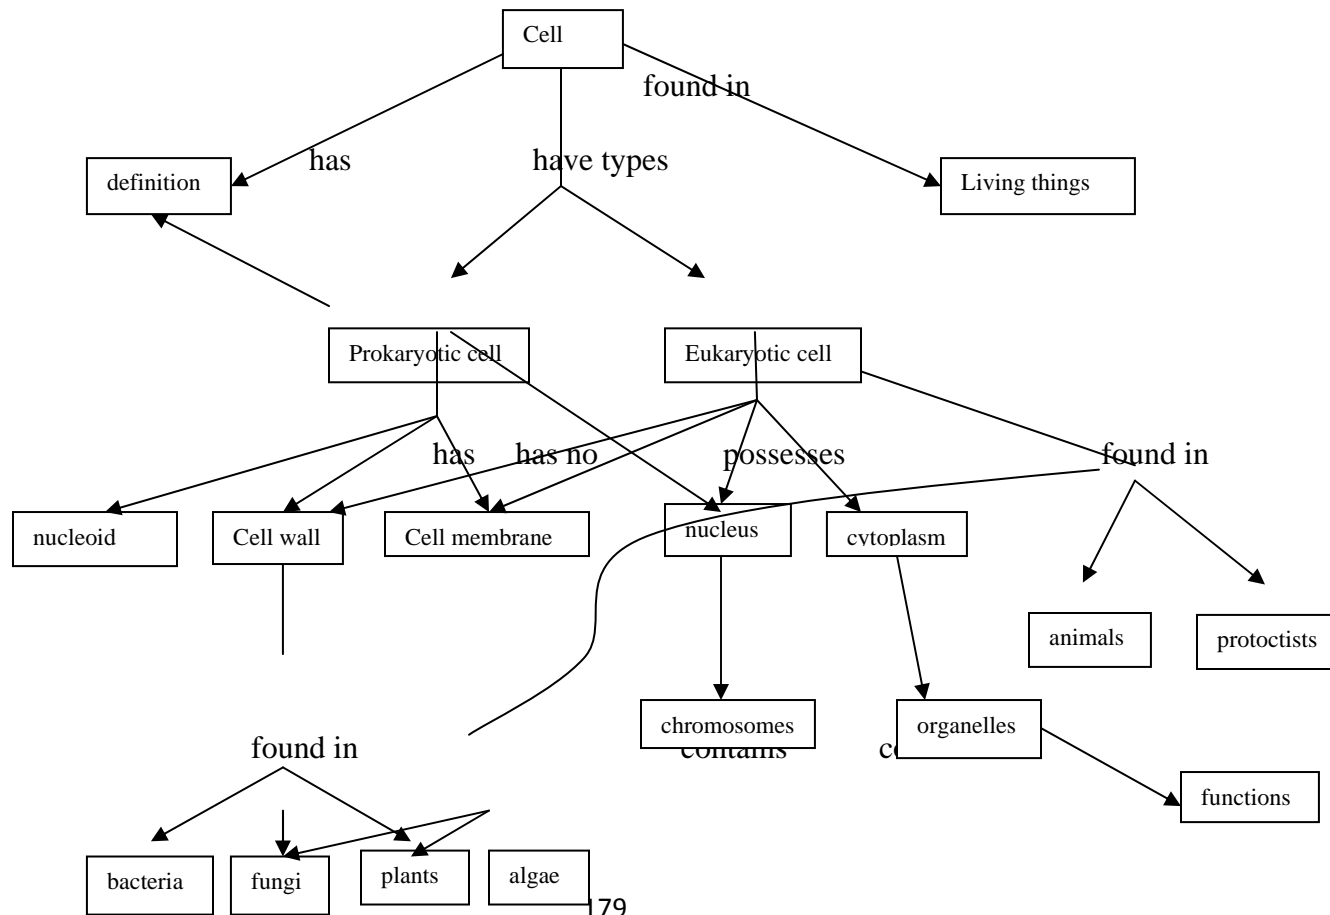 Cell
found in
has
have types
definition
Living things
Prokaryotic cell
Eukaryotic cell
has
has no
possesses
found in
nucleoid
Cell wall
Cell membrane
nucleus
cytoplasm
animals
protoctists
chromosomes
organelles
found in
contains
functions
bacteria
fungi
plants
algae
179